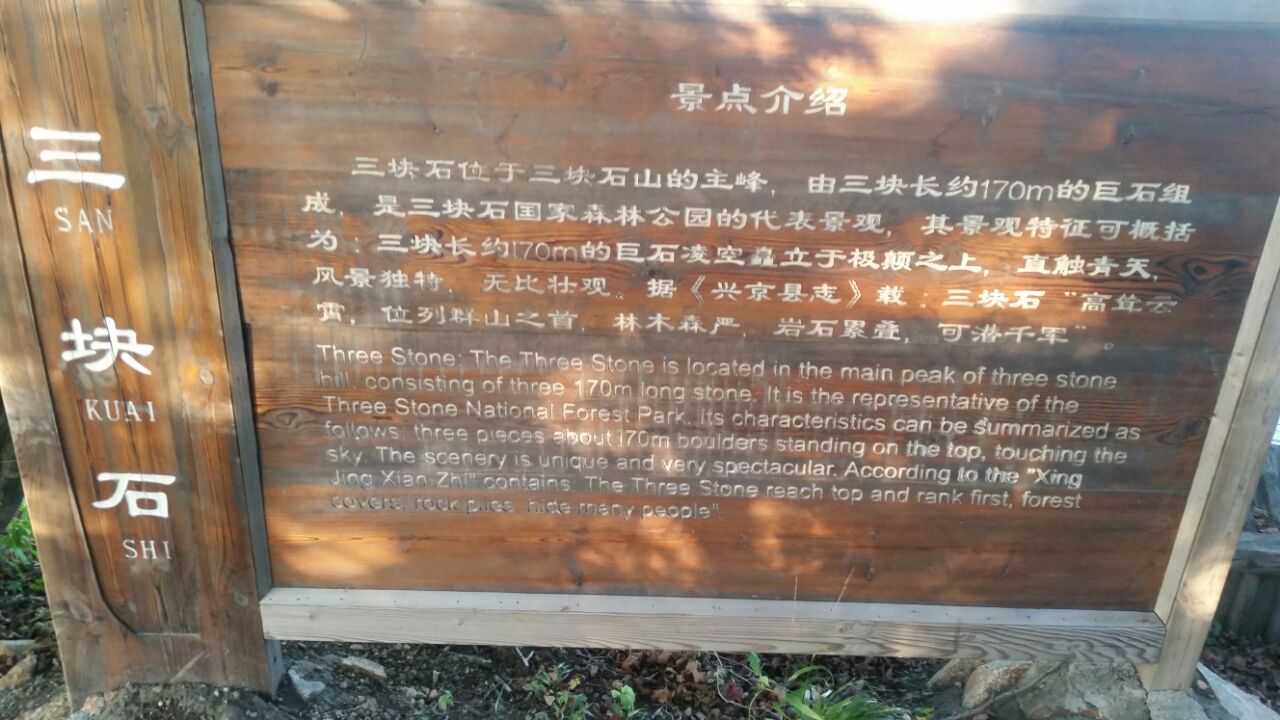 三
SAN
块
KUAI
石
SHI
景点介绍
三块石位于三块石山的主峰，由三块长约170m的巨石组
成，是三块石国家森林公园的代表景观，其景观特征可概括
为：三块长约170m的巨石凌空矗立于极颠之上，直触青天，
风景独特，无比壮观。据《兴京县志》载：三块石“高耸云
霄，位列群山之首，林木森严，岩石累叠，可潜千军”。
Three Stone: The Three Stone is located in the main peak of three stone
hill, consisting of three 170m long stone. It is the representative of the
Three Stone National Forest Park. its characteristics can be summarized as
follows: three pieces about 170m boulders standing on the top, touching the
sky. The scenery is unique and very spectacular. According to the "Xing
Jing Xian Zhi" contains: The Three Stone reach top and rank first, forest
covers, rock piles, hide many people".